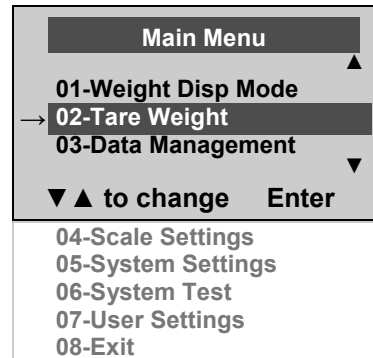 Main Menu
▲
01-Weight Disp Mode
→ 02-Tare Weight
03-Data Management
▼
▼▲ to change Enter
04-Scale Settings
05-System Settings
06-System Test
07-User Settings
08-Exit